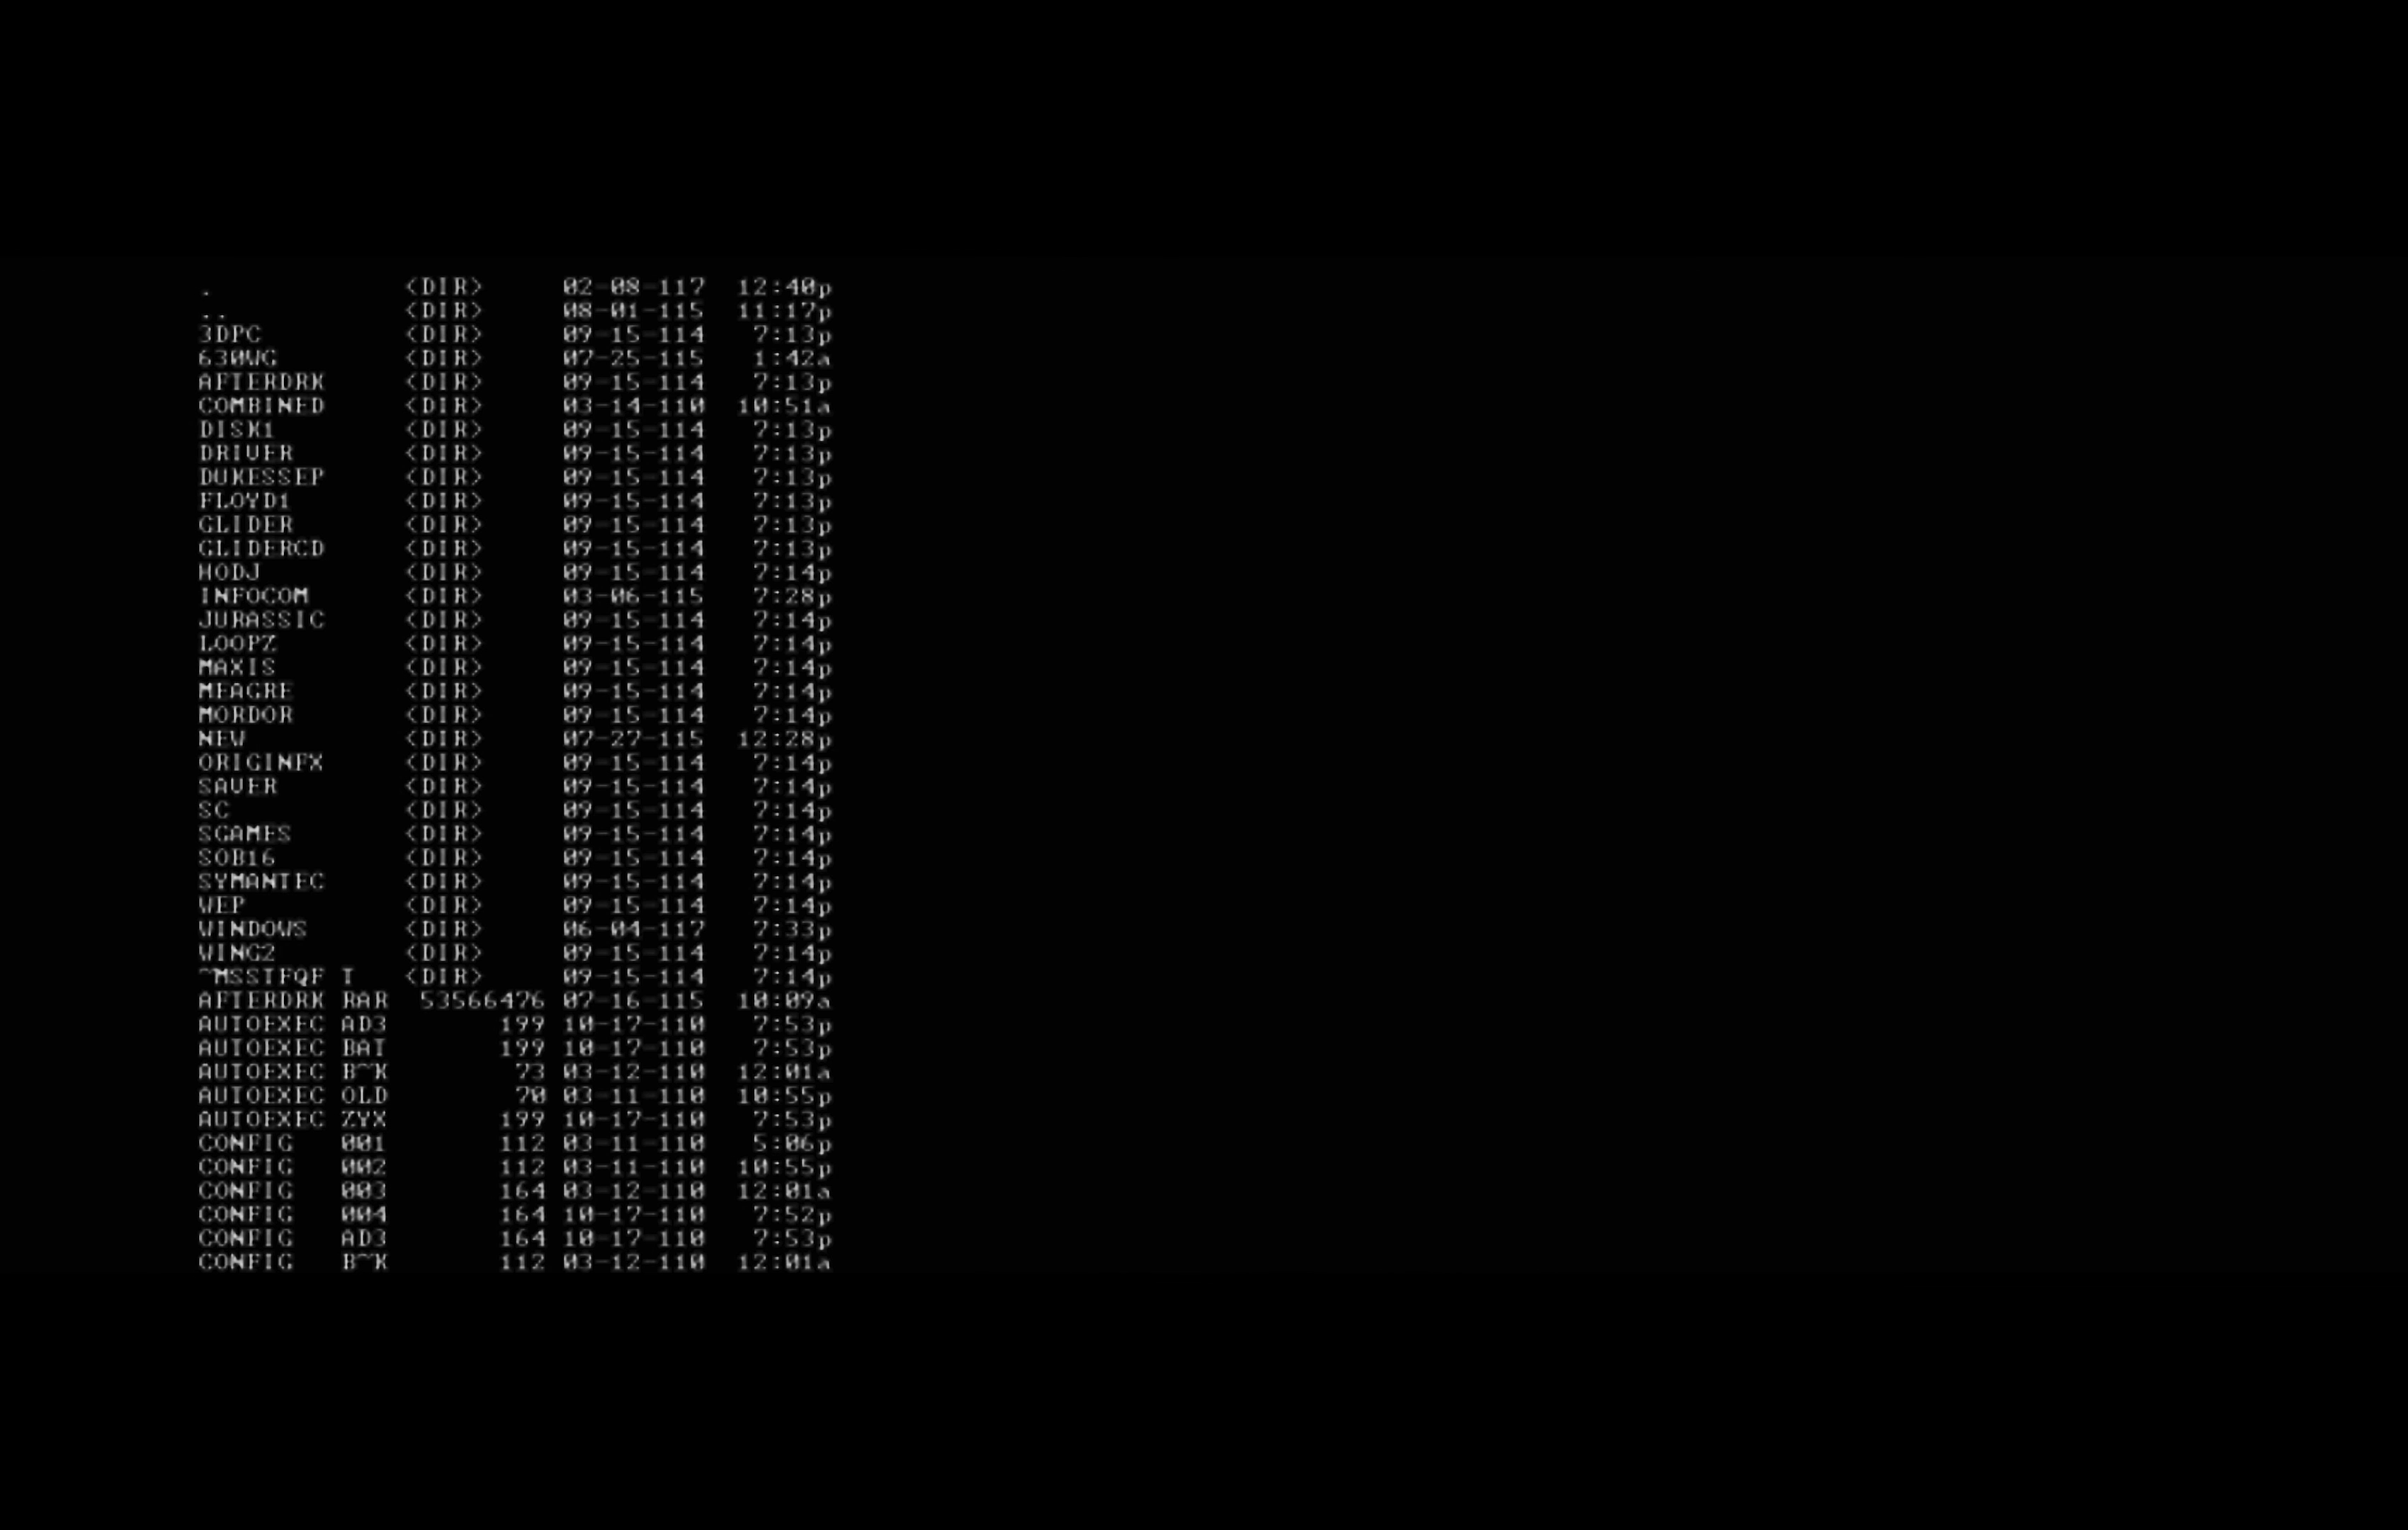 .            <DIR>     02-08-117  12:40p
..           <DIR>     08-01-115  11:17p
3DPC         <DIR>     09-15-114   7:13p
630WG        <DIR>     07-25-115   1:42a
AFTERDRK     <DIR>     09-15-114   7:13p
COMBINED     <DIR>     03-14-110  10:51a
DISK1        <DIR>     09-15-114   7:13p
DRIVER       <DIR>     09-15-114   7:13p
DUKESSEP     <DIR>     09-15-114   7:13p
FLOYD1       <DIR>     09-15-114   7:13p
GLIDER       <DIR>     09-15-114   7:13p
GLIDERCD     <DIR>     09-15-114   7:13p
HODJ         <DIR>     09-15-114   7:14p
INFOCOM      <DIR>     03-06-115   7:28p
JURASSIC     <DIR>     09-15-114   7:14p
LOOPZ        <DIR>     09-15-114   7:14p
MAXIS        <DIR>     09-15-114   7:14p
MEAGRE       <DIR>     09-15-114   7:14p
MORDOR       <DIR>     09-15-114   7:14p
NEW          <DIR>     07-27-115  12:28p
ORIGINFX     <DIR>     09-15-114   7:14p
SAVER        <DIR>     09-15-114   7:14p
SC           <DIR>     09-15-114   7:14p
SGAMES       <DIR>     09-15-114   7:14p
SOB16        <DIR>     09-15-114   7:14p
SYMANTEC     <DIR>     09-15-114   7:14p
WEP          <DIR>     09-15-114   7:14p
WINDOWS      <DIR>     06-04-117   7:33p
WING2        <DIR>     09-15-114   7:14p
~MSSTFQF T   <DIR>     09-15-114   7:14p
AFTERDRK RAR  53566476 07-16-115  10:09a
AUTOEXEC AD3       199 10-17-110   7:53p
AUTOEXEC BAT       199 10-17-110   7:53p
AUTOEXEC B~K        73 03-12-110  12:01a
AUTOEXEC OLD        70 03-11-110  10:55p
AUTOEXEC ZYX       199 10-17-110   7:53p
CONFIG   001       112 03-11-110   5:06p
CONFIG   002       112 03-11-110  10:55p
CONFIG   003       164 03-12-110  12:01a
CONFIG   004       164 10-17-110   7:52p
CONFIG   AD3       164 10-17-110   7:53p
CONFIG   B~K       112 03-12-110  12:01a